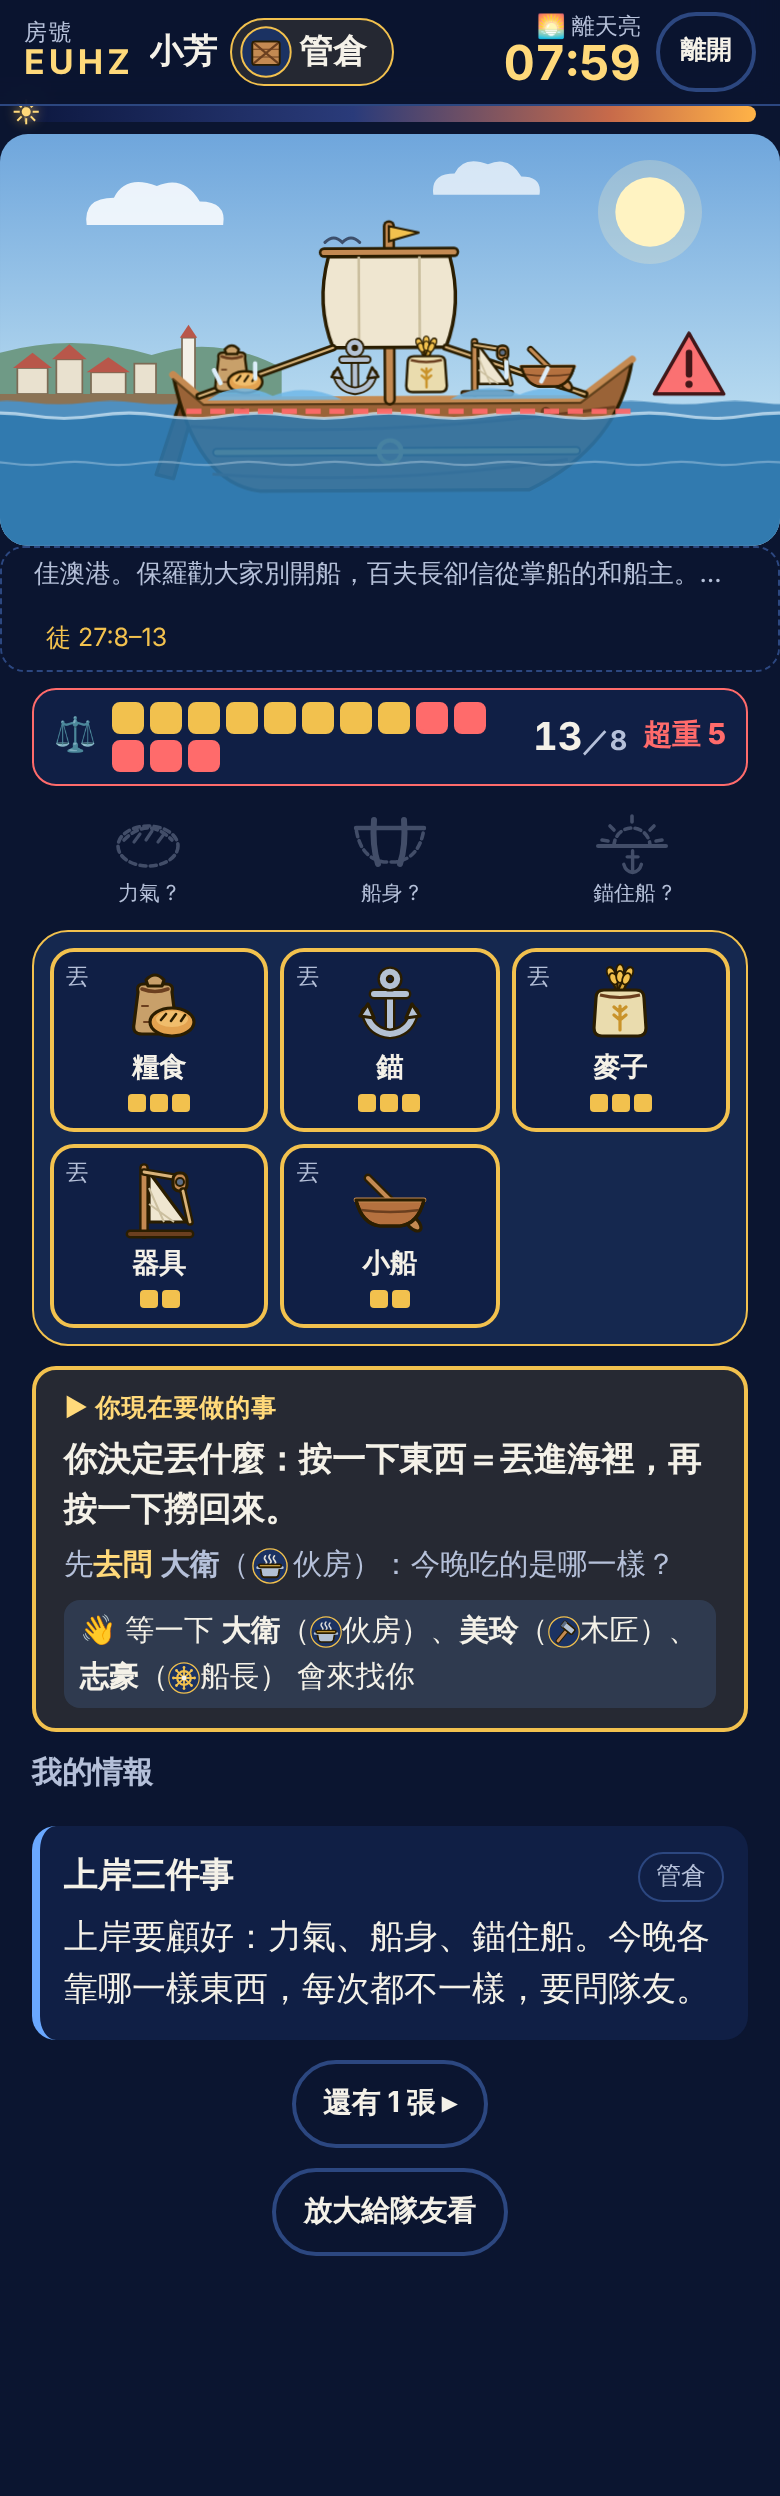 房號
EUHZ 小芳 管倉 離天亮 07:59 離開
佳澳港。保羅勸大家別開船，百夫長卻信從掌船的和船主。...
徒 27:8–13
13／8 超重 5
力氣？ 船身？ 錨住船？
丟 糧食
丟 錨
丟 麥子
丟 器具
丟 小船
▶ 你現在要做的事
你決定丟什麼：按一下東西＝丟進海裡，再
按一下撈回來。
先去問 大衛（伙房）：今晚吃的是哪一樣？
👋 等一下 大衛（伙房）、美玲（木匠）、
志豪（船長） 會來找你
我的情報
上岸三件事 管倉
上岸要顧好：力氣、船身、錨住船。今晚各
靠哪一樣東西，每次都不一樣，要問隊友。
還有 1 張 ▸
放大給隊友看